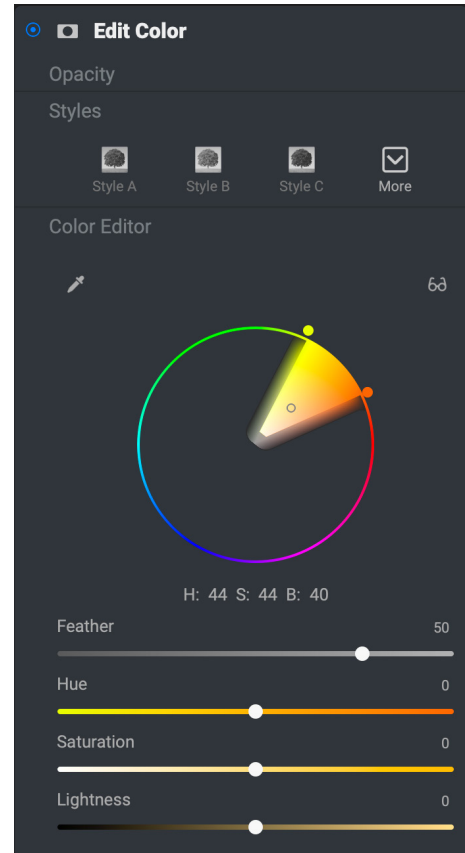 Edit Color
Opacity
Styles
Style A Style B Style C More
Color Editor
H: 44 S: 44 B: 40
Feather 50
Hue 0
Saturation 0
Lightness 0